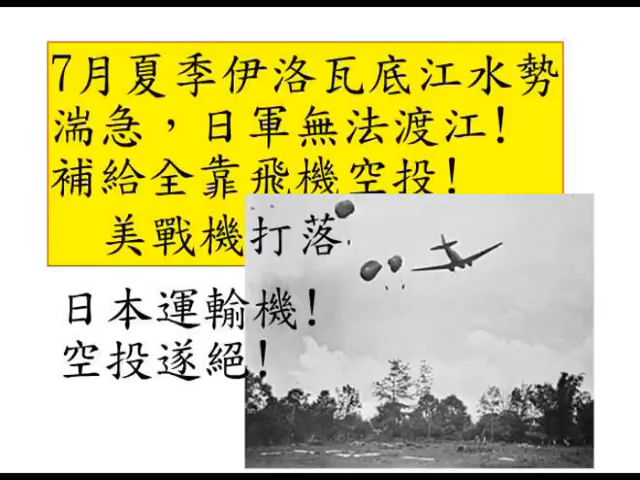 7月夏季伊洛瓦底江水勢
湍急，日軍無法渡江!
補給全靠飛機空投!
美戰機打落
日本運輸機!
空投遂絕!